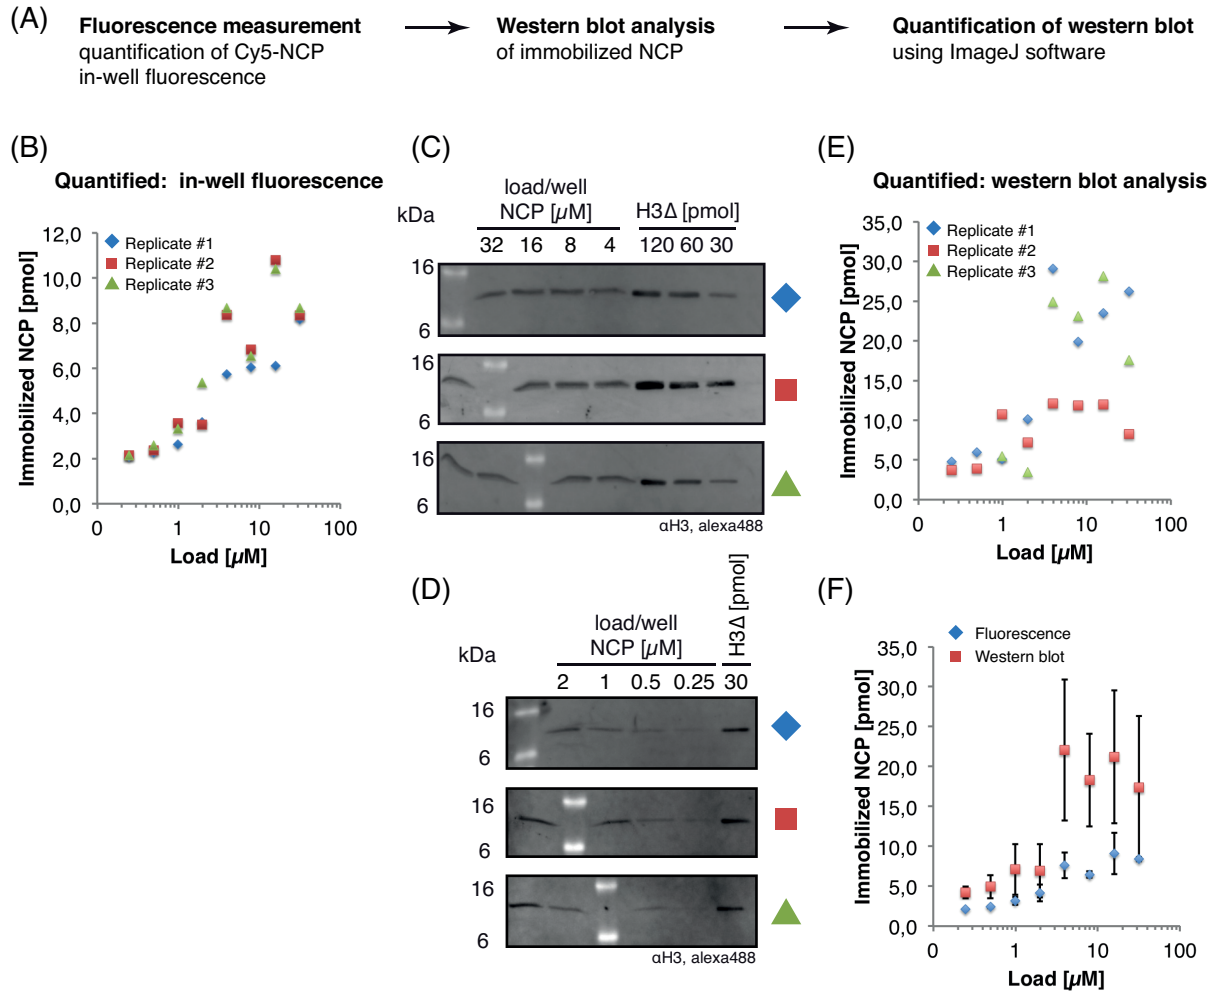 (A)
Fluorescence measurement
quantification of Cy5-NCP
in-well fluorescence
Western blot analysis
of immobilized NCP
Quantification of western blot
using ImageJ software
(B)
Quantified: in-well fluorescence
Immobilized NCP [pmol]
12,0
10,0
8,0
6,0
4,0
2,0
0,0
Replicate #1
Replicate #2
Replicate #3
0 1 10 100
Load [µM]
(C)
kDa
load/well
NCP [µM]
H3Δ [pmol]
32 16 8 4 120 60 30
16
6
16
6
16
6
αH3, alexa488
(D)
kDa
load/well
NCP [µM]
H3Δ [pmol]
2 1 0.5 0.25 30
16
6
16
6
16
6
αH3, alexa488
(E)
Quantified: western blot analysis
Immobilized NCP [pmol]
35,0
30,0
25,0
20,0
15,0
10,0
5,0
0,0
Replicate #1
Replicate #2
Replicate #3
0 1 10 100
Load [µM]
(F)
Fluorescence
Western blot
Immobilized NCP [pmol]
35,0
30,0
25,0
20,0
15,0
10,0
5,0
0,0
0 1 10 100
Load [µM]